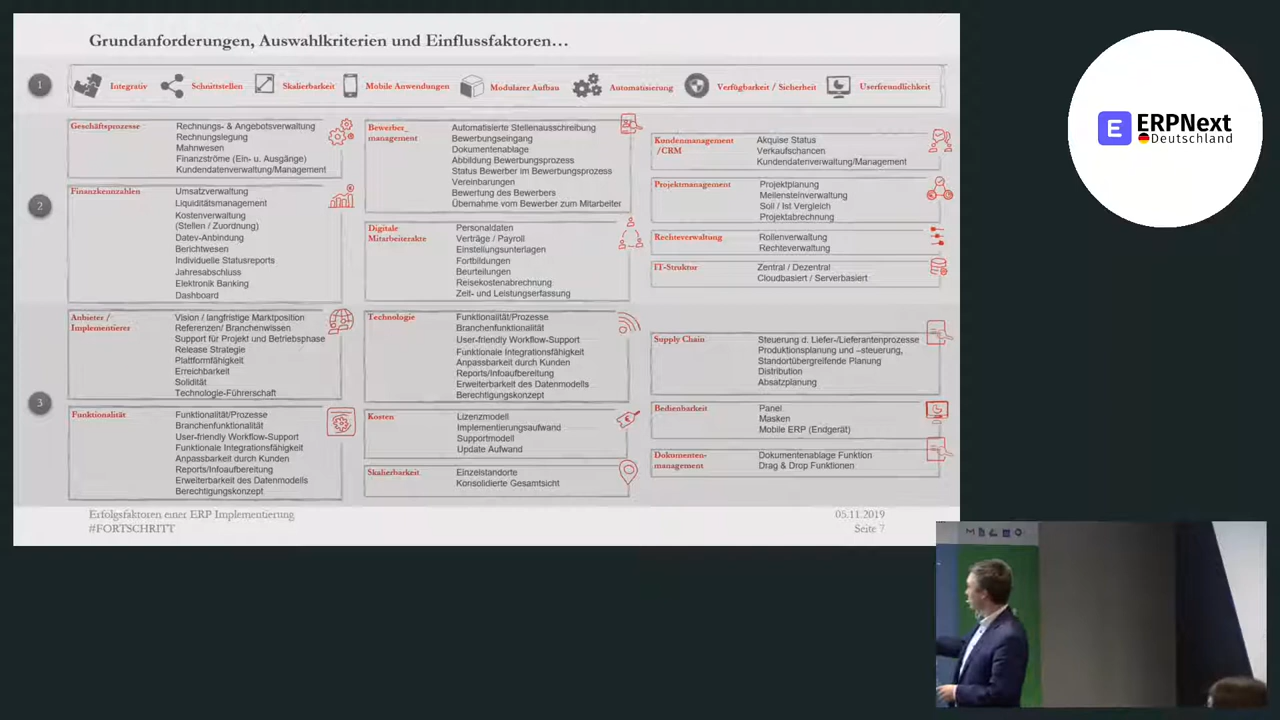 Grundanforderungen, Auswahlkriterien und Einflussfaktoren…
1
Integrativ
Schnittstellen
Skalierbarkeit
Mobile Anwendungen
Modularer Aufbau
Automatisierung
Verfügbarkeit / Sicherheit
Userfreundlichkeit
2
Geschäftsprozesse
Rechnungs- & Angebotsverwaltung
Rechnungslegung
Mahnwesen
Finanzströme (Ein- u. Ausgänge)
Kundendatenverwaltung/Management
Finanzkennzahlen
Umsatzverwaltung
Liquiditätsmanagement
Kostenverwaltung
(Stellen / Zuordnung)
Datev-Anbindung
Berichtwesen
Individuelle Statusreports
Jahresabschluss
Elektronik Banking
Dashboard
Bewerber_
management
Automatisierte Stellenausschreibung
Bewerbungseingang
Dokumentenablage
Abbildung Bewerbungsprozess
Status Bewerber im Bewerbungsprozess
Vereinbarungen
Bewertung des Bewerbers
Übernahme vom Bewerber zum Mitarbeiter
Digitale
Mitarbeiterakte
Personaldaten
Verträge / Payroll
Einstellungsunterlagen
Fortbildungen
Beurteilungen
Reisekostenabrechnung
Zeit- und Leistungserfassung
Kundenmanagement
/CRM
Akquise Status
Verkaufschancen
Kundendatenverwaltung/Management
Projektmanagement
Projektplanung
Meilensteinverwaltung
Soll / Ist Vergleich
Projektabrechnung
Rechteverwaltung
Rollenverwaltung
Rechteverwaltung
IT-Struktur
Zentral / Dezentral
Cloudbasiert / Serverbasiert
3
Anbieter /
Implementierer
Vision / langfristige Marktposition
Referenzen/ Branchenwissen
Support für Projekt und Betriebsphase
Release Strategie
Plattformfähigkeit
Erreichbarkeit
Solidität
Technologie-Führerschaft
Funktionalität
Funktionalität/Prozesse
Branchenfunktionalität
User-friendly Workflow-Support
Funktionale Integrationsfähigkeit
Anpassbarkeit durch Kunden
Reports/Infoaufbereitung
Erweiterbarkeit des Datenmodells
Berechtigungskonzept
Technologie
Funktionalität/Prozesse
Branchenfunktionalität
User-friendly Workflow-Support
Funktionale Integrationsfähigkeit
Anpassbarkeit durch Kunden
Reports/Infoaufbereitung
Erweiterbarkeit des Datenmodells
Berechtigungskonzept
Kosten
Lizenzmodell
Implementierungsaufwand
Supportmodell
Update Aufwand
Skalierbarkeit
Einzelstandorte
Konsolidierte Gesamtsicht
Supply Chain
Steuerung d. Liefer-/Lieferantenprozesse
Produktionsplanung und –steuerung,
Standortübergreifende Planung
Distribution
Absatzplanung
Bedienbarkeit
Panel
Masken
Mobile ERP (Endgerät)
Dokumenten-
management
Dokumentenablage Funktion
Drag & Drop Funktionen
Erfolgsfaktoren einer ERP Implementierung
#FORTSCHRITT
05.11.2019
Seite 7
E ERPNext
Deutschland